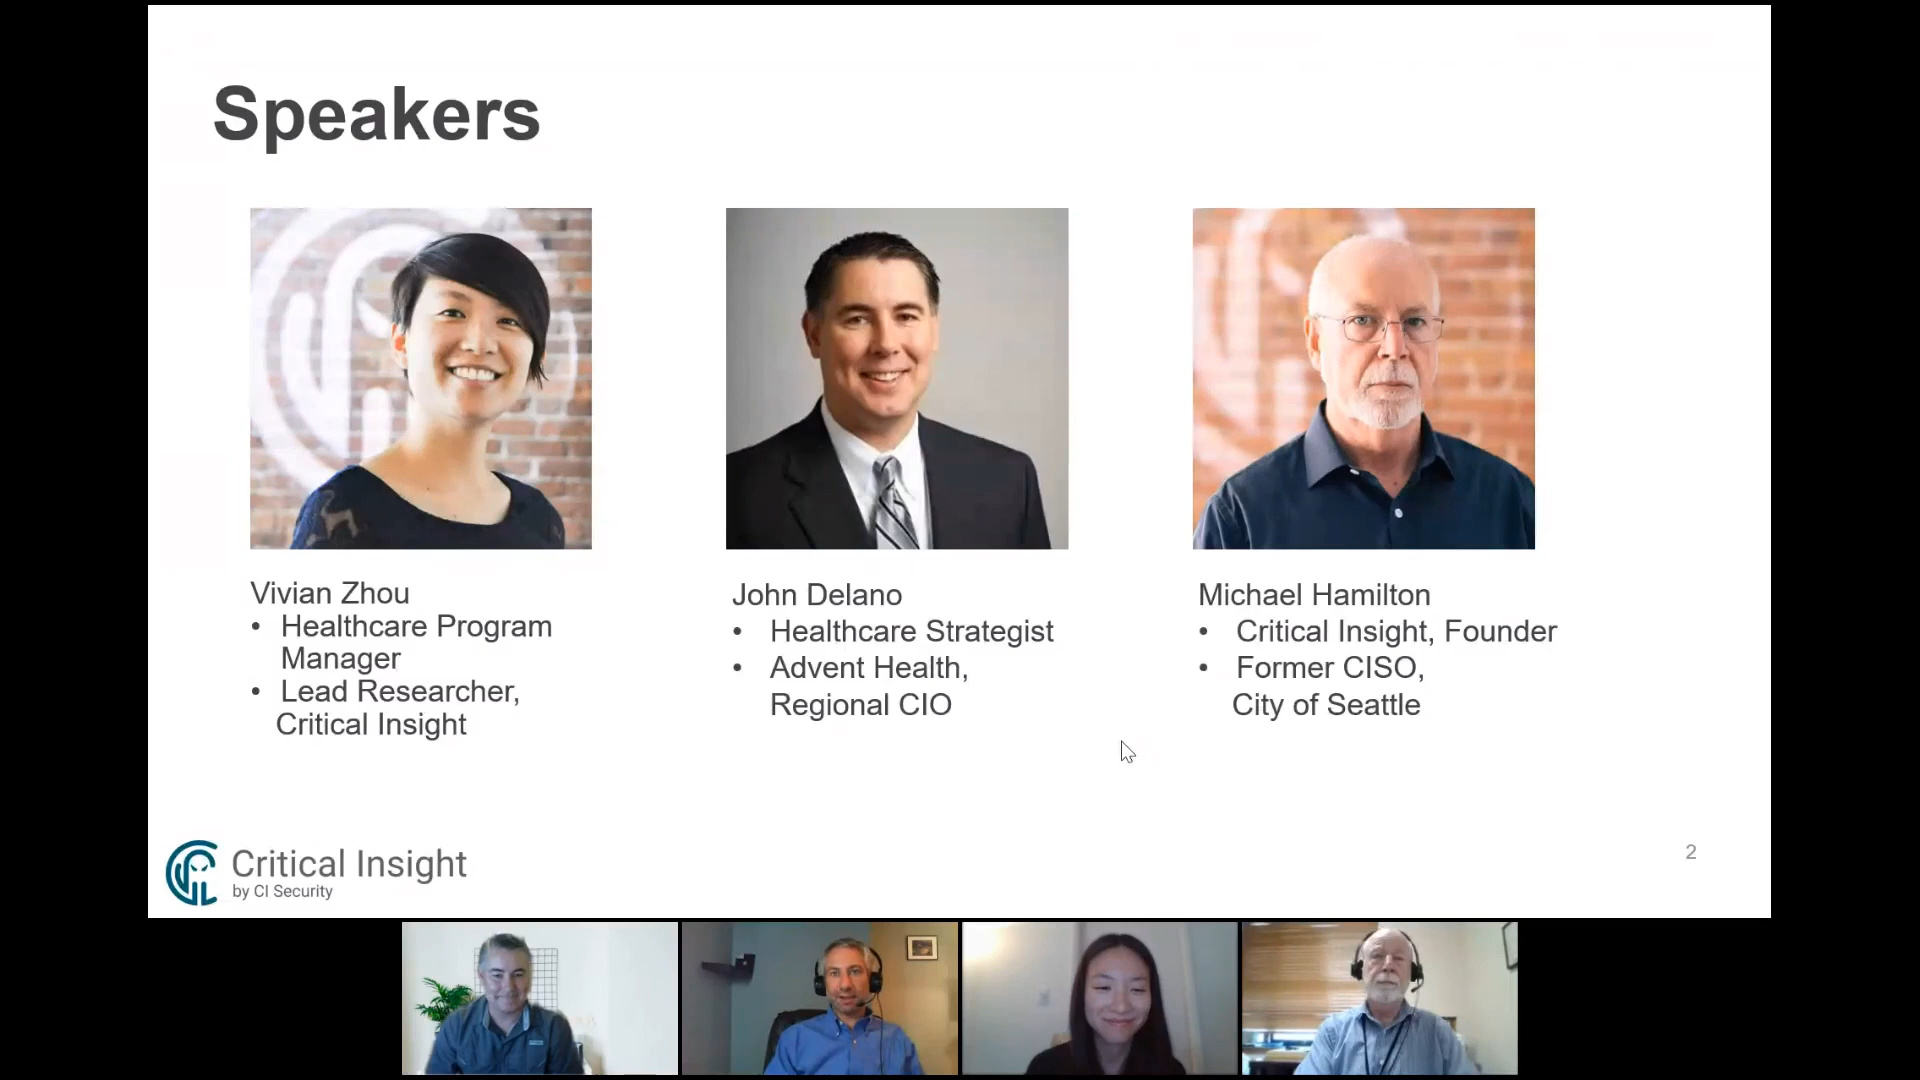 Speakers
Vivian Zhou
• Healthcare Program
Manager
• Lead Researcher,
Critical Insight
John Delano
• Healthcare Strategist
• Advent Health,
Regional CIO
Michael Hamilton
• Critical Insight, Founder
• Former CISO,
City of Seattle
Critical Insight
by CI Security
2